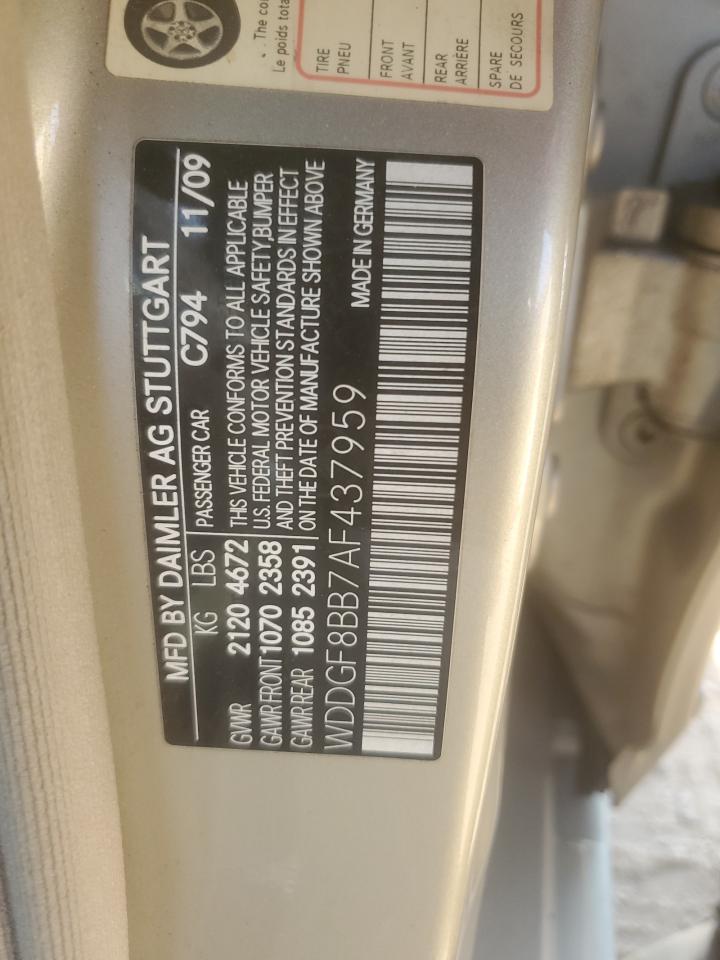 The co
Le poids tota
TIRE
PNEU
FRONT
AVANT
REAR
ARRIÈRE
SPARE
DE SECOURS
MFD BY DAIMLER AG STUTTGART
KG LBS PASSENGER CAR C794 11/09
GVWR 2120 4672 THIS VEHICLE CONFORMS TO ALL APPLICABLE
GAWR FRONT 1070 2358 U.S. FEDERAL MOTOR VEHICLE SAFETY,BUMPER
GAWR REAR 1085 2391 AND THEFT PREVENTION STANDARDS IN EFFECT
ON THE DATE OF MANUFACTURE SHOWN ABOVE
WDDGF8BB7AF437959 MADE IN GERMANY